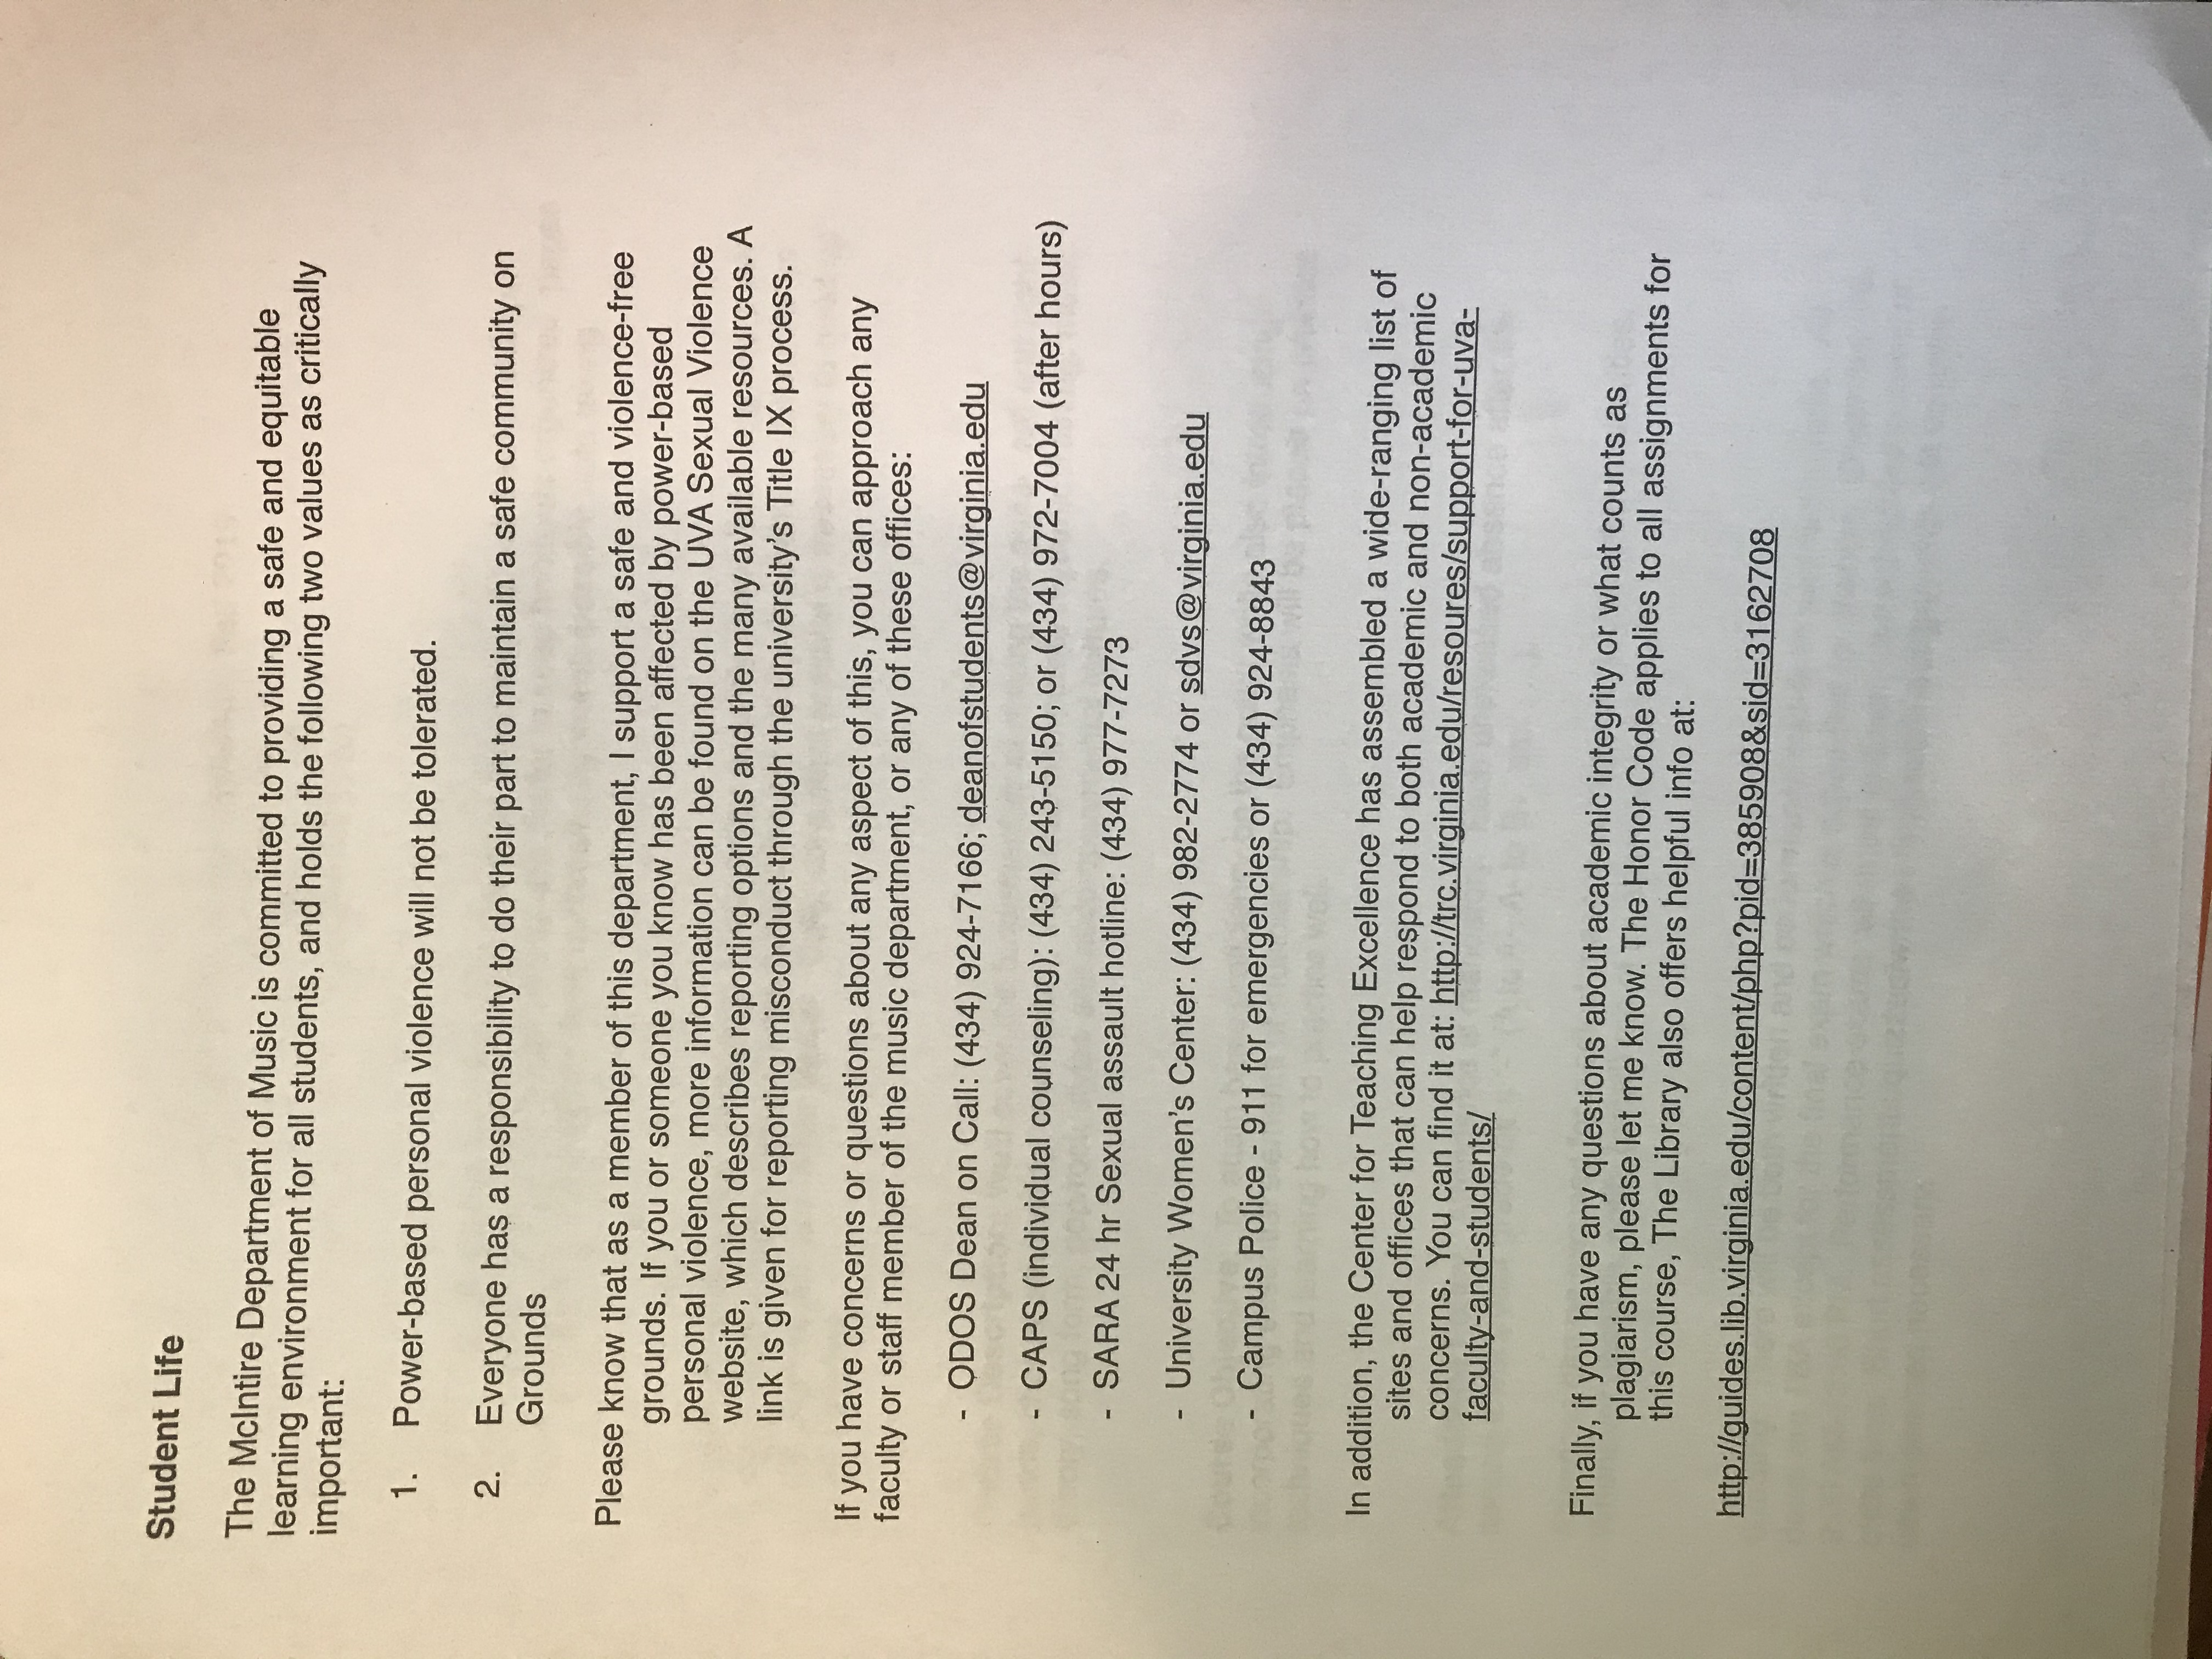 Student Life
The McIntire Department of Music is committed to providing a safe and equitable
learning environment for all students, and holds the following two values as critically
important:
1. Power-based personal violence will not be tolerated.
2. Everyone has a responsibility to do their part to maintain a safe community on
Grounds
Please know that as a member of this department, I support a safe and violence-free
grounds. If you or someone you know has been affected by power-based
personal violence, more information can be found on the UVA Sexual Violence
website, which describes reporting options and the many available resources. A
link is given for reporting misconduct through the university's Title IX process.
If you have concerns or questions about any aspect of this, you can approach any
faculty or staff member of the music department, or any of these offices:
- ODOS Dean on Call: (434) 924-7166; deanofstudents@virginia.edu
- CAPS (individual counseling): (434) 243-5150; or (434) 972-7004 (after hours)
- SARA 24 hr Sexual assault hotline: (434) 977-7273
- University Women's Center: (434) 982-2774 or sdvs@virginia.edu
- Campus Police - 911 for emergencies or (434) 924-8843
In addition, the Center for Teaching Excellence has assembled a wide-ranging list of
sites and offices that can help respond to both academic and non-academic
concerns. You can find it at: http://trc.virginia.edu/resoures/support-for-uva-
faculty-and-students/
Finally, if you have any questions about academic integrity or what counts as
plagiarism, please let me know. The Honor Code applies to all assignments for
this course, The Library also offers helpful info at:
http://guides.lib.virginia.edu/content/php?pid=385908&sid=3162708